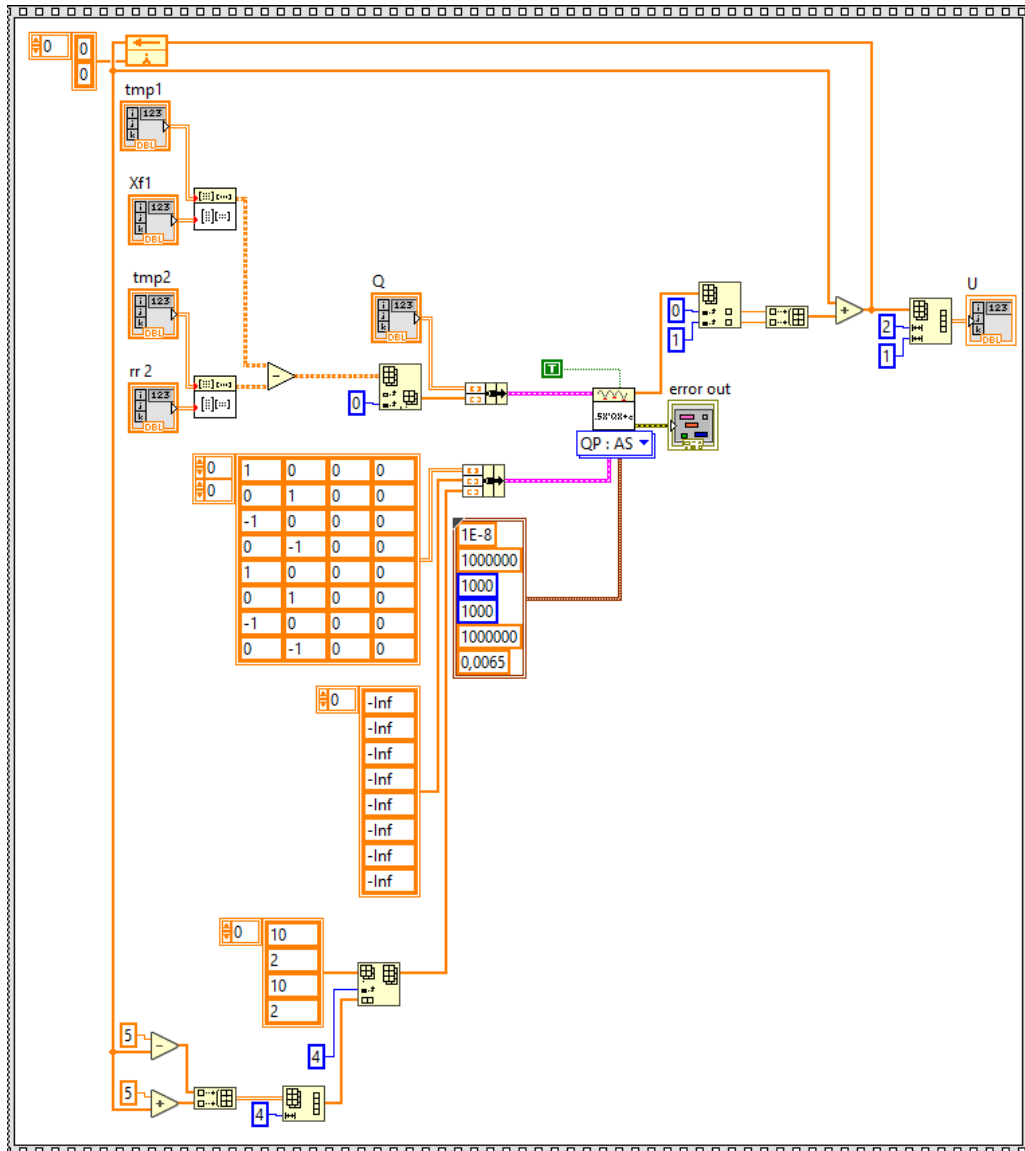 0 0
0
tmp1
123
DBL
Xf1
123
DBL
tmp2
123
DBL
rr 2
123
DBL
Q
123
DBL
0
T
.5X'QX+c
QP : AS
error out
0
1
2
1
U
123
DBL
0 1 0 0 0
0 0 1 0 0
-1 0 0 0
0 -1 0 0
1 0 0 0
0 1 0 0
-1 0 0 0
0 -1 0 0
1E-8
1000000
1000
1000
1000000
0,0065
0 -Inf
-Inf
-Inf
-Inf
-Inf
-Inf
-Inf
-Inf
0 10
2
10
2
4
5
5
4